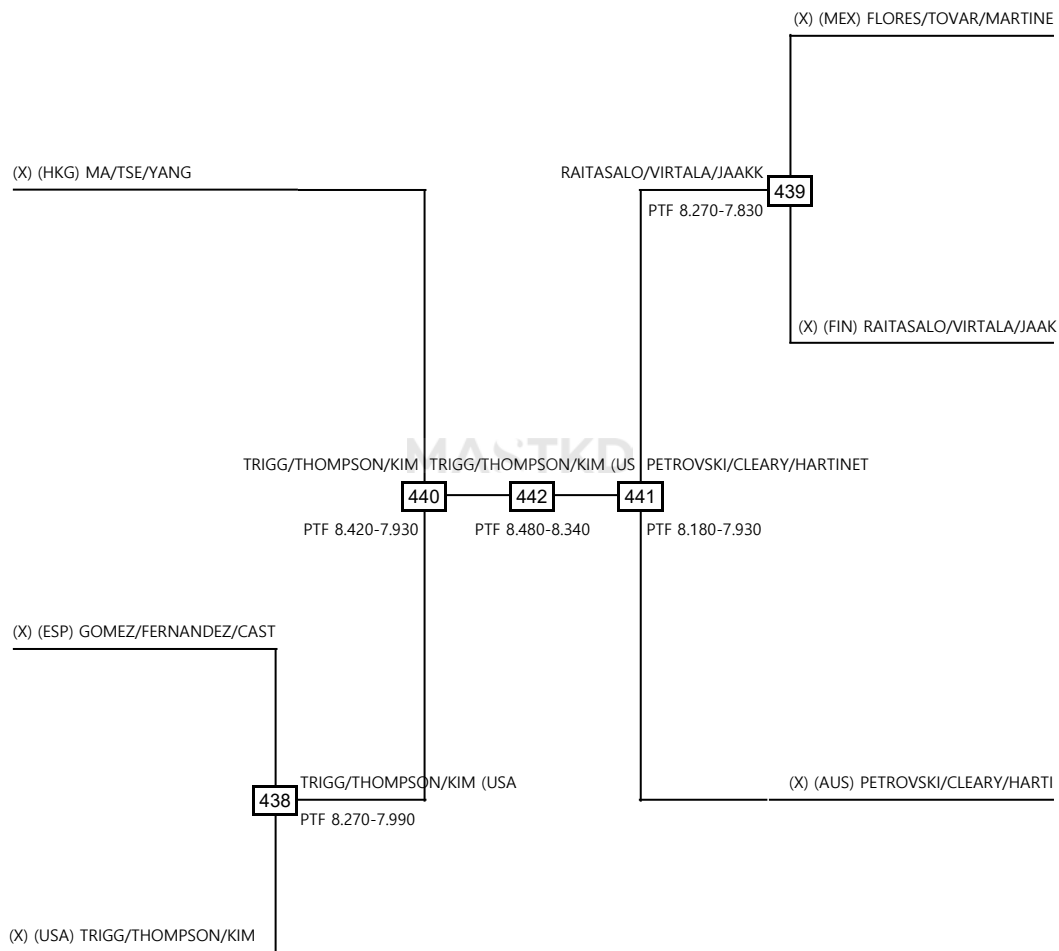 (X) (MEX) FLORES/TOVAR/MARTINE
(X) (HKG) MA/TSE/YANG
RAITASALO/VIRTALA/JAAKK
439
PTF 8.270-7.830
(X) (FIN) RAITASALO/VIRTALA/JAAK
MASTKD
TRIGG/THOMPSON/KIM
TRIGG/THOMPSON/KIM (US
PETROVSKI/CLEARY/HARTINET
440
442
441
PTF 8.420-7.930
PTF 8.480-8.340
PTF 8.180-7.930
(X) (ESP) GOMEZ/FERNANDEZ/CAST
TRIGG/THOMPSON/KIM (USA
(X) (AUS) PETROVSKI/CLEARY/HARTI
438
PTF 8.270-7.990
(X) (USA) TRIGG/THOMPSON/KIM